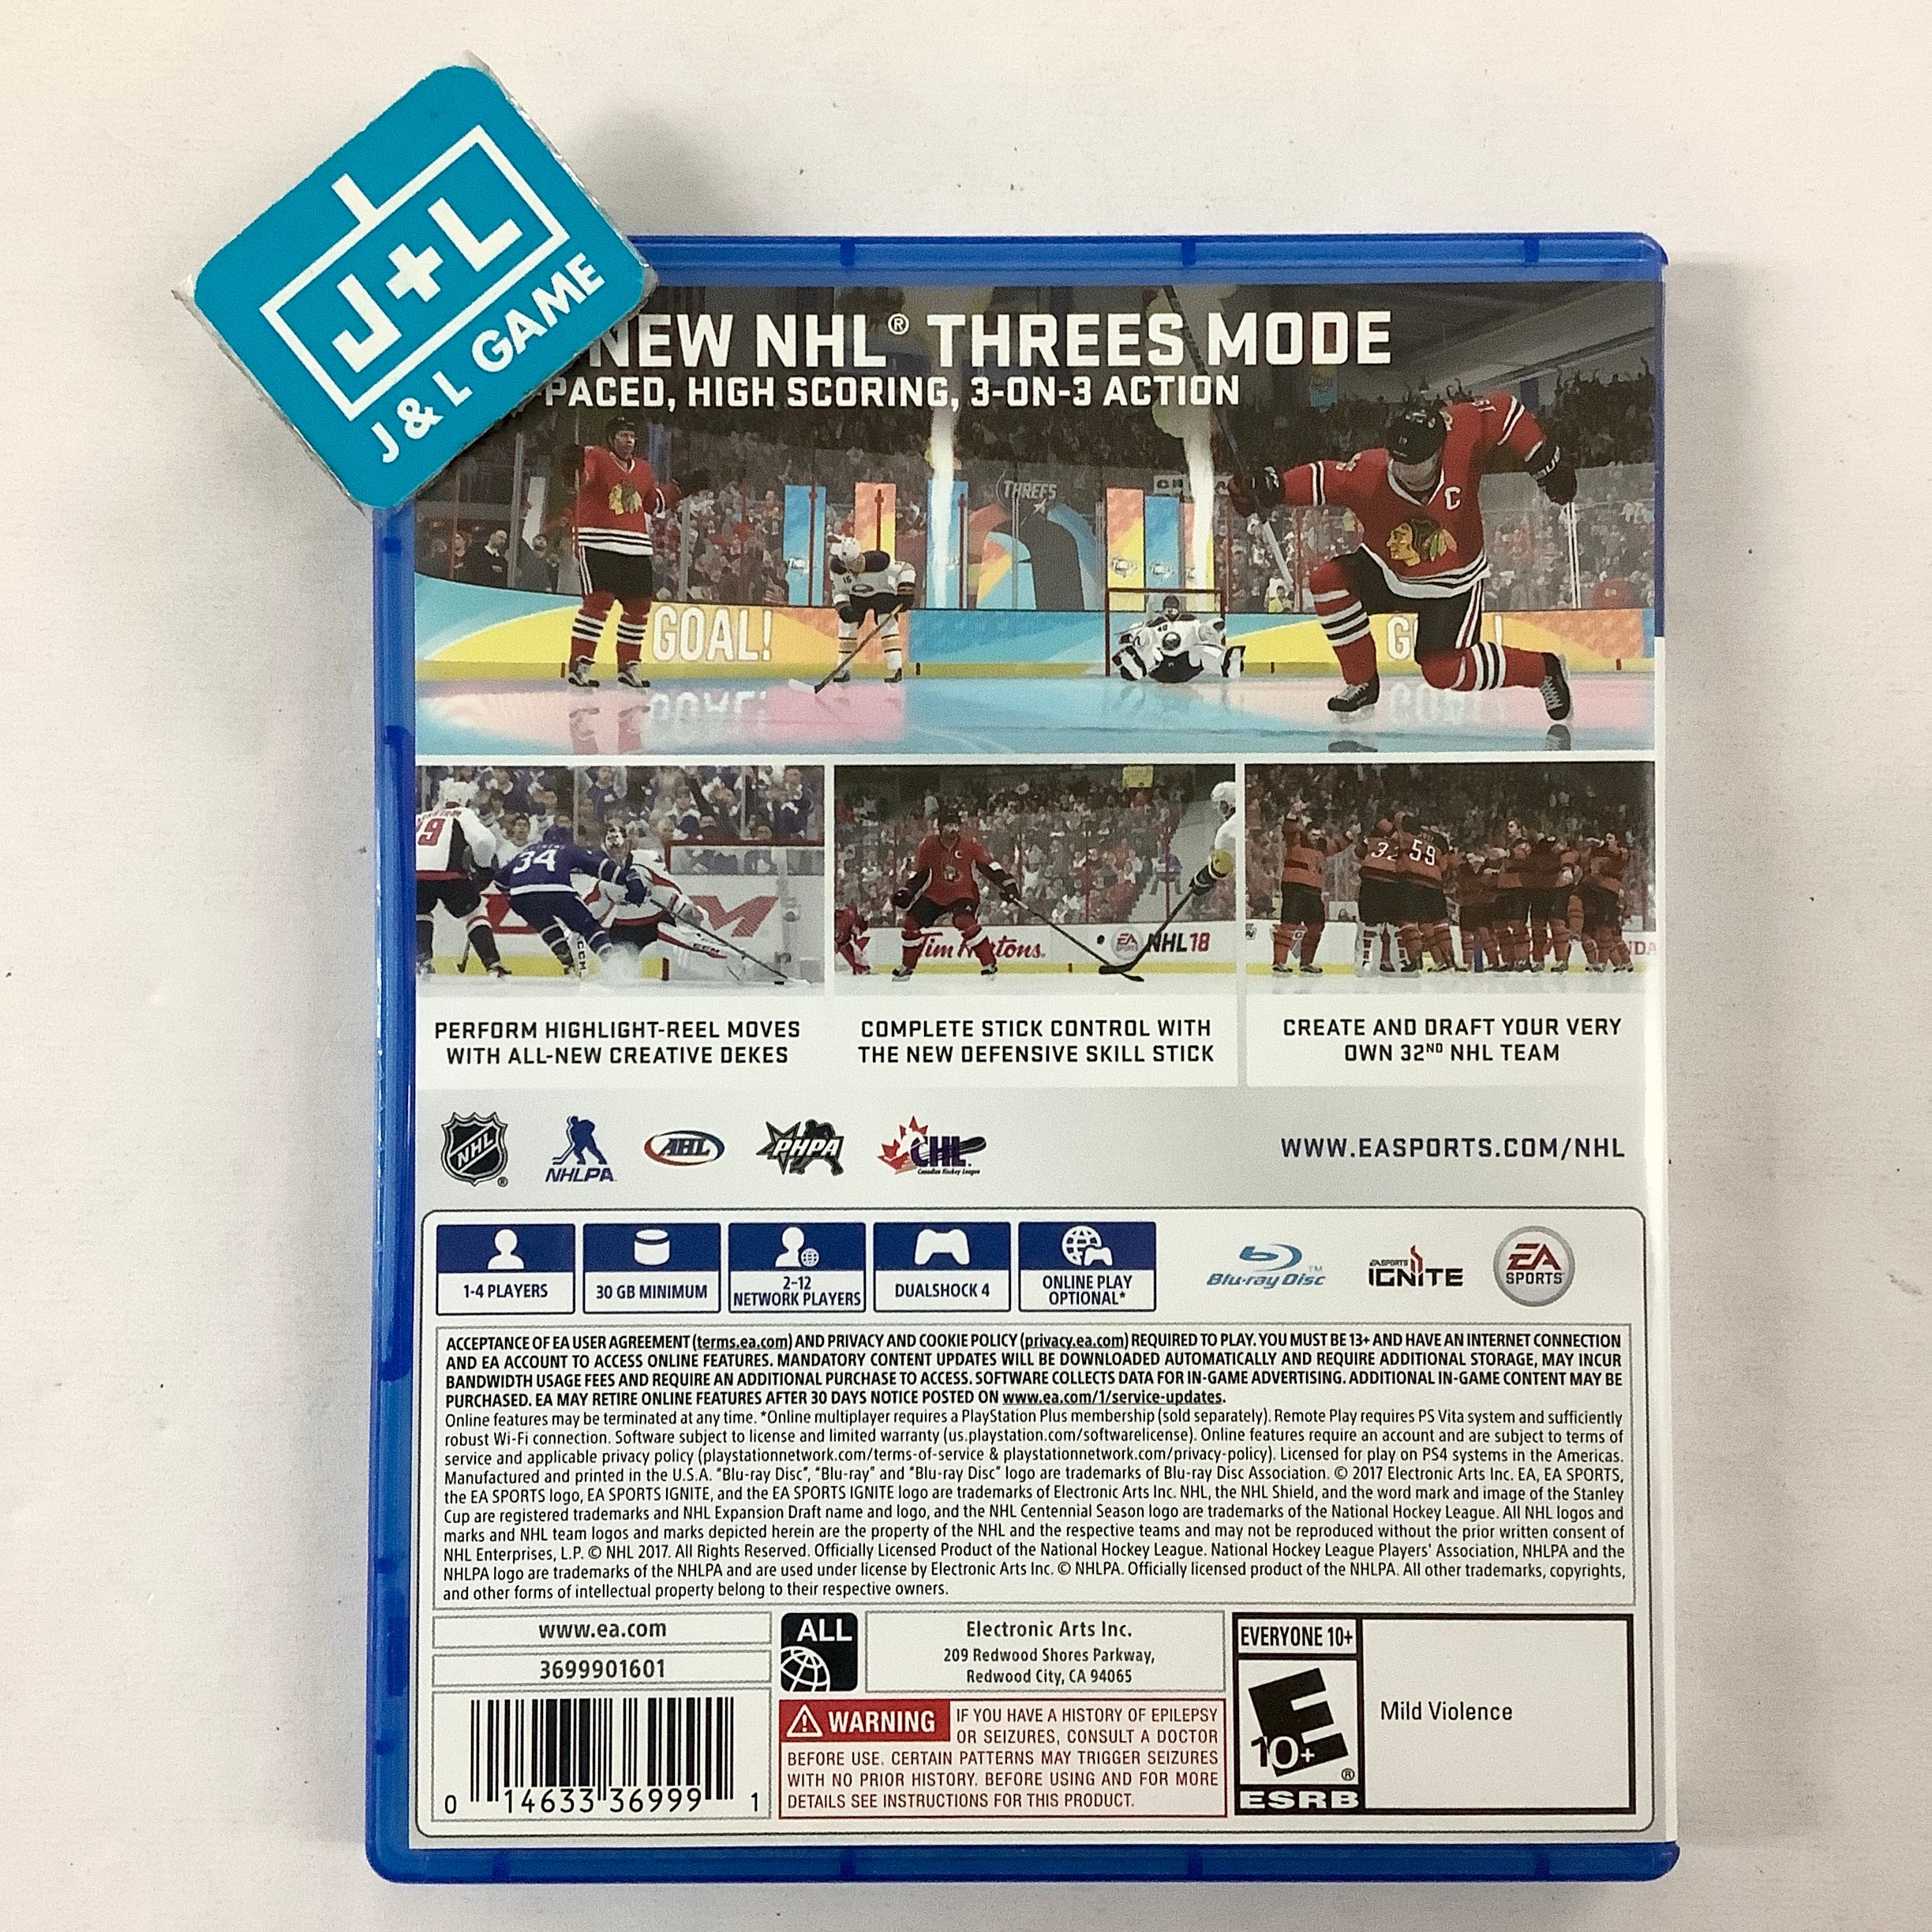 J+L
J & L GAME
NEW NHL® THREES MODE
PACED, HIGH SCORING, 3-ON-3 ACTION
THREES
C
GOAL!
19
16
40
34
C
Tim Hortons.
EA SPORTS NHL18
59
PERFORM HIGHLIGHT-REEL MOVES
WITH ALL-NEW CREATIVE DEKES
COMPLETE STICK CONTROL WITH
THE NEW DEFENSIVE SKILL STICK
CREATE AND DRAFT YOUR VERY
OWN 32ND NHL TEAM
NHL ®
NHLPA
AHL
PHPA
CHL
Canadian Hockey League
WWW.EASPORTS.COM/NHL
1-4 PLAYERS
30 GB MINIMUM
2-12
NETWORK PLAYERS
DUALSHOCK 4
ONLINE PLAY
OPTIONAL*
Blu-ray Disc™
EA SPORTS
IGNITE
EA
SPORTS
ACCEPTANCE OF EA USER AGREEMENT (terms.ea.com) AND PRIVACY AND COOKIE POLICY (privacy.ea.com) REQUIRED TO PLAY. YOU MUST BE 13+ AND HAVE AN INTERNET CONNECTION
AND EA ACCOUNT TO ACCESS ONLINE FEATURES. MANDATORY CONTENT UPDATES WILL BE DOWNLOADED AUTOMATICALLY AND REQUIRE ADDITIONAL STORAGE, MAY INCUR
BANDWIDTH USAGE FEES AND REQUIRE AN ADDITIONAL PURCHASE TO ACCESS. SOFTWARE COLLECTS DATA FOR IN-GAME ADVERTISING. ADDITIONAL IN-GAME CONTENT MAY BE
PURCHASED. EA MAY RETIRE ONLINE FEATURES AFTER 30 DAYS NOTICE POSTED ON www.ea.com/1/service-updates.
Online features may be terminated at any time. *Online multiplayer requires a PlayStation Plus membership (sold separately). Remote Play requires PS Vita system and sufficiently
robust Wi-Fi connection. Software subject to license and limited warranty (us.playstation.com/softwarelicense). Online features require an account and are subject to terms of
service and applicable privacy policy (playstationnetwork.com/terms-of-service & playstationnetwork.com/privacy-policy). Licensed for play on PS4 systems in the Americas.
Manufactured and printed in the U.S.A. "Blu-ray Disc", "Blu-ray" and "Blu-ray Disc" logo are trademarks of Blu-ray Disc Association. © 2017 Electronic Arts Inc. EA, EA SPORTS,
the EA SPORTS logo, EA SPORTS IGNITE, and the EA SPORTS IGNITE logo are trademarks of Electronic Arts Inc. NHL, the NHL Shield, and the word mark and image of the Stanley
Cup are registered trademarks and NHL Expansion Draft name and logo, and the NHL Centennial Season logo are trademarks of the National Hockey League. All NHL logos and
marks and NHL team logos and marks depicted herein are the property of the NHL and the respective teams and may not be reproduced without the prior written consent of
NHL Enterprises, L.P. © NHL 2017. All Rights Reserved. Officially Licensed Product of the National Hockey League. National Hockey League Players' Association, NHLPA and the
NHLPA logo are trademarks of the NHLPA and are used under license by Electronic Arts Inc. © NHLPA. Officially licensed product of the NHLPA. All other trademarks, copyrights,
and other forms of intellectual property belong to their respective owners.
www.ea.com
3699901601
0 14633 36999 1
ALL
Electronic Arts Inc.
209 Redwood Shores Parkway,
Redwood City, CA 94065
WARNING IF YOU HAVE A HISTORY OF EPILEPSY
OR SEIZURES, CONSULT A DOCTOR
BEFORE USE. CERTAIN PATTERNS MAY TRIGGER SEIZURES
WITH NO PRIOR HISTORY. BEFORE USING AND FOR MORE
DETAILS SEE INSTRUCTIONS FOR THIS PRODUCT.
EVERYONE 10+
E
10+
®
ESRB
Mild Violence